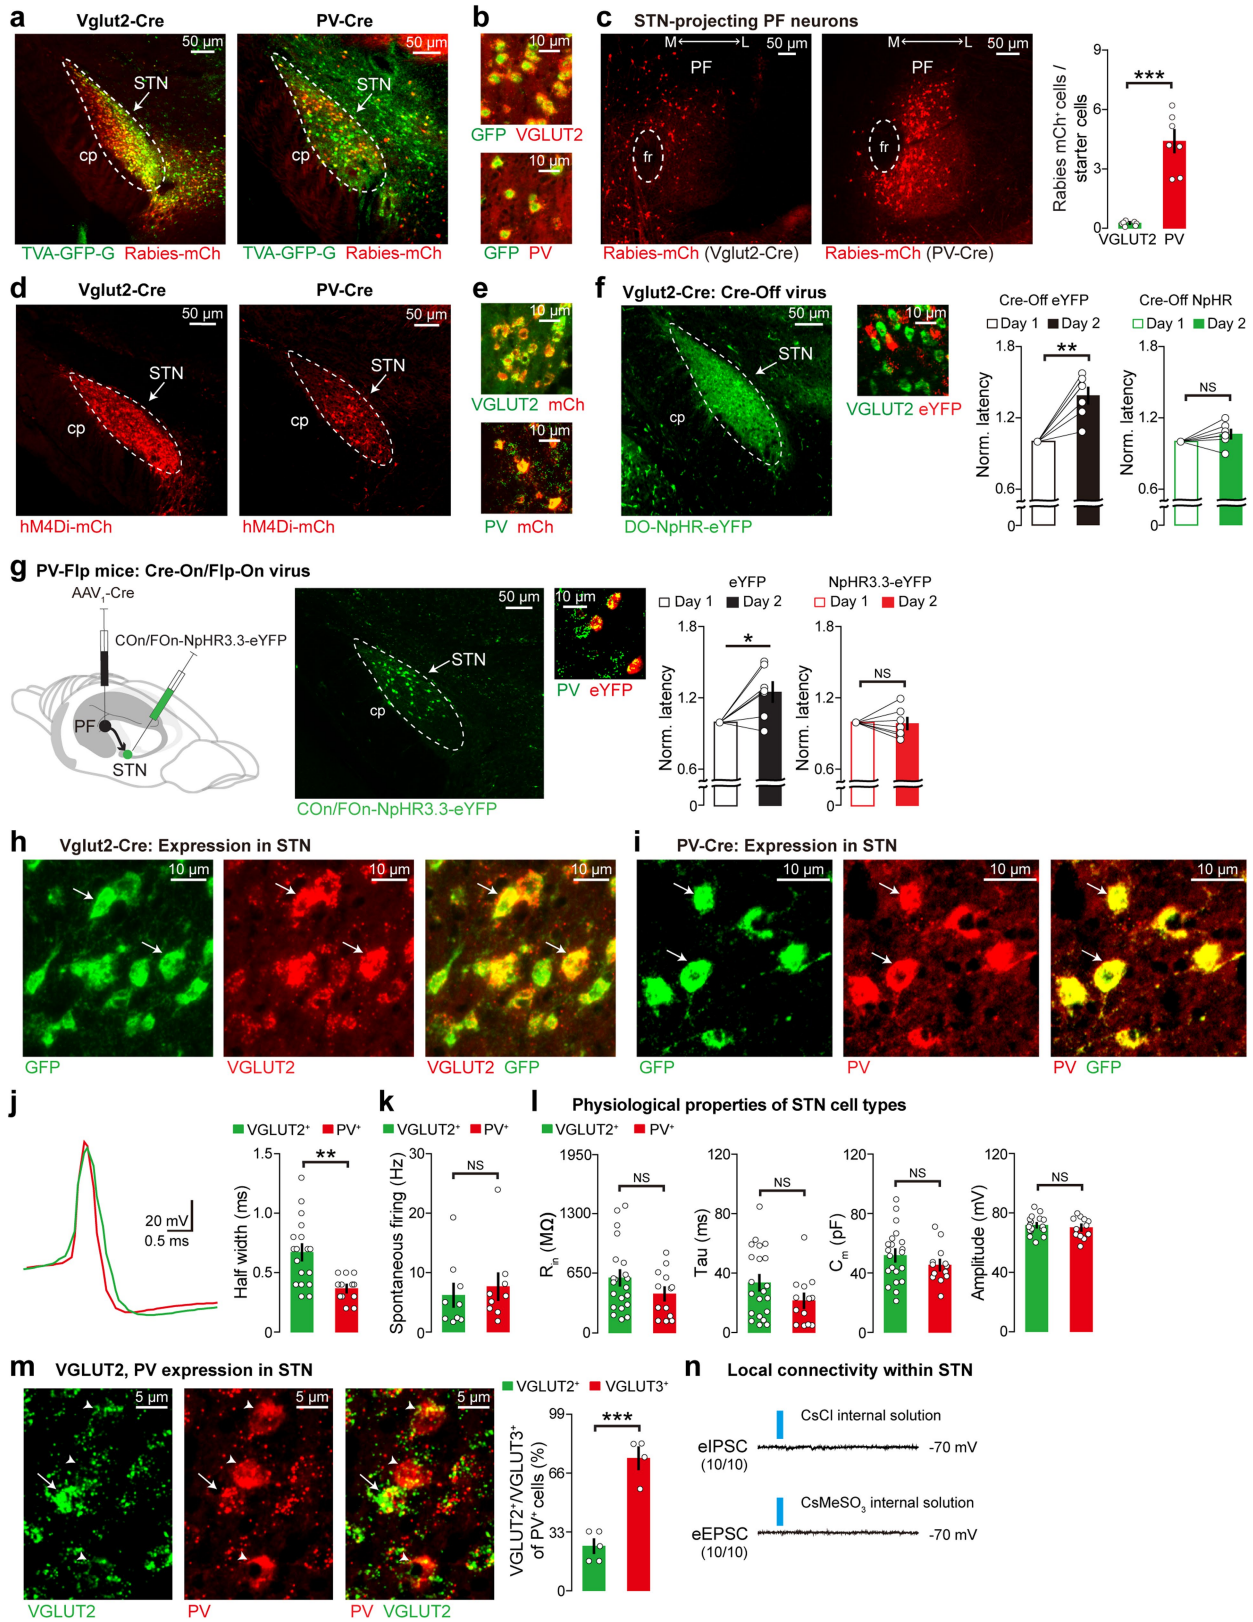 a
Vglut2-Cre
PV-Cre
50 µm
50 µm
STN
STN
cp
cp
TVA-GFP-G Rabies-mCh
TVA-GFP-G Rabies-mCh
b
10 µm
GFP VGLUT2
10 µm
GFP PV
c STN-projecting PF neurons
M L 50 µm
M L 50 µm
PF
PF
fr
fr
Rabies-mCh (Vglut2-Cre)
Rabies-mCh (PV-Cre)
Rabies mCh⁺ cells /
starter cells
9
6
3
0
***
VGLUT2 PV
d
Vglut2-Cre
PV-Cre
50 µm
50 µm
STN
STN
cp
cp
hM4Di-mCh
hM4Di-mCh
e
10 µm
VGLUT2 mCh
10 µm
PV mCh
f Vglut2-Cre: Cre-Off virus
50 µm
STN
cp
DO-NpHR-eYFP
10 µm
VGLUT2 eYFP
Cre-Off eYFP
Day 1 Day 2
Norm. latency
1.8
1.2
0.6
0
**
Cre-Off NpHR
Day 1 Day 2
Norm. latency
1.8
1.2
0.6
0
NS
g PV-Flp mice: Cre-On/Flp-On virus
AAV₁-Cre
COn/FOn-NpHR3.3-eYFP
PF
STN
50 µm
STN
cp
COn/FOn-NpHR3.3-eYFP
10 µm
PV eYFP
eYFP
Day 1 Day 2
Norm. latency
1.8
1.2
0.6
0
*
NpHR3.3-eYFP
Day 1 Day 2
Norm. latency
1.8
1.2
0.6
0
NS
h Vglut2-Cre: Expression in STN
10 µm
10 µm
10 µm
GFP
VGLUT2
VGLUT2 GFP
i PV-Cre: Expression in STN
10 µm
10 µm
10 µm
GFP
PV
PV GFP
j
20 mV
0.5 ms
VGLUT2⁺ PV⁺
Half width (ms)
1.5
1.0
0.5
0
**
k
VGLUT2⁺ PV⁺
Spontaneous firing (Hz)
30
20
10
0
NS
l Physiological properties of STN cell types
VGLUT2⁺ PV⁺
Rᵢₙ (MΩ)
1950
1300
650
0
NS
Tau (ms)
120
80
40
0
NS
Cₘ (pF)
120
80
40
0
NS
Amplitude (mV)
120
80
40
0
NS
m VGLUT2, PV expression in STN
5 µm
5 µm
5 µm
VGLUT2
PV
PV VGLUT2
VGLUT2⁺ VGLUT3⁺
VGLUT2⁺/VGLUT3⁺
of PV⁺ cells (%)
99
66
33
0
***
n Local connectivity within STN
CsCl internal solution
eIPSC
(10/10)
-70 mV
CsMeSO₃ internal solution
eEPSC
(10/10)
-70 mV